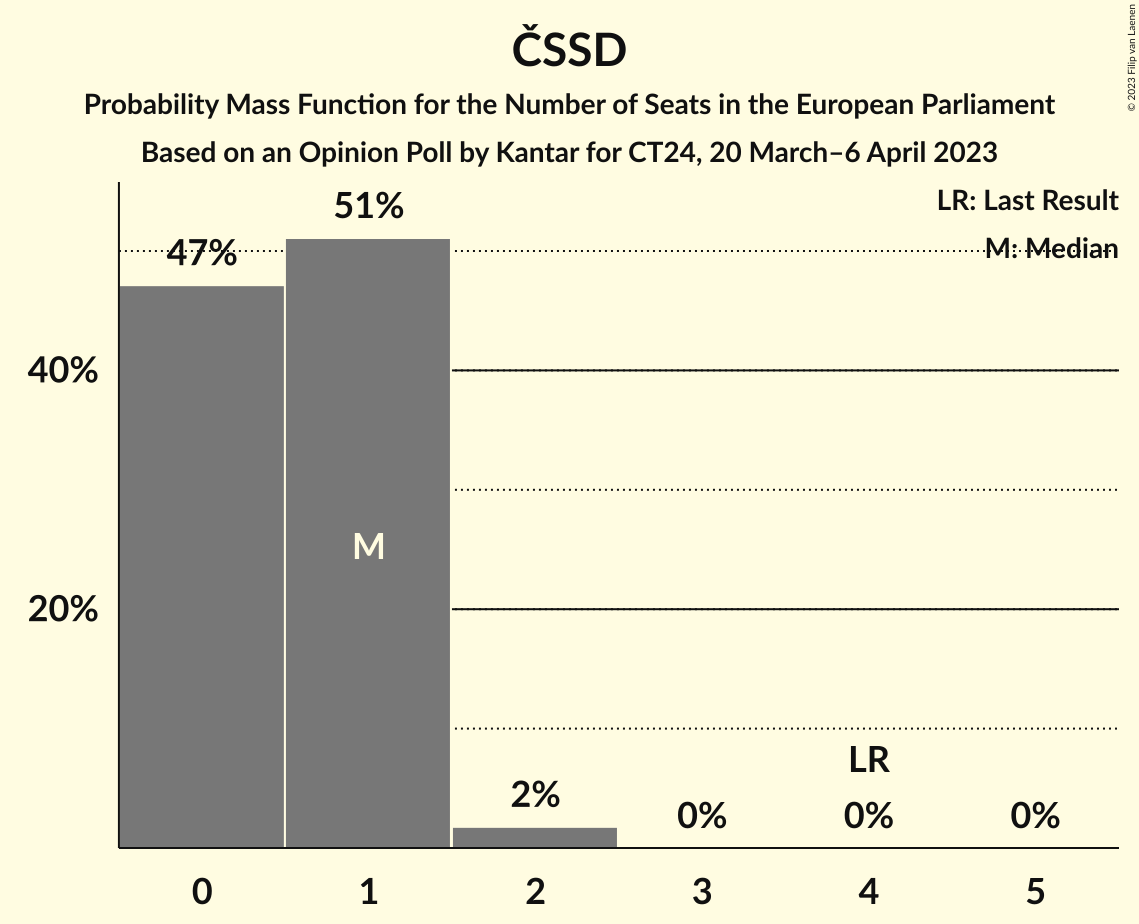 ČSSD
Probability Mass Function for the Number of Seats in the European Parliament
Based on an Opinion Poll by Kantar for CT24, 20 March–6 April 2023
© 2023 Filip van Laenen
LR: Last Result
M: Median
51%
47%
40%
M
20%
LR
2%
0%
0%
0%
0
1
2
3
4
5